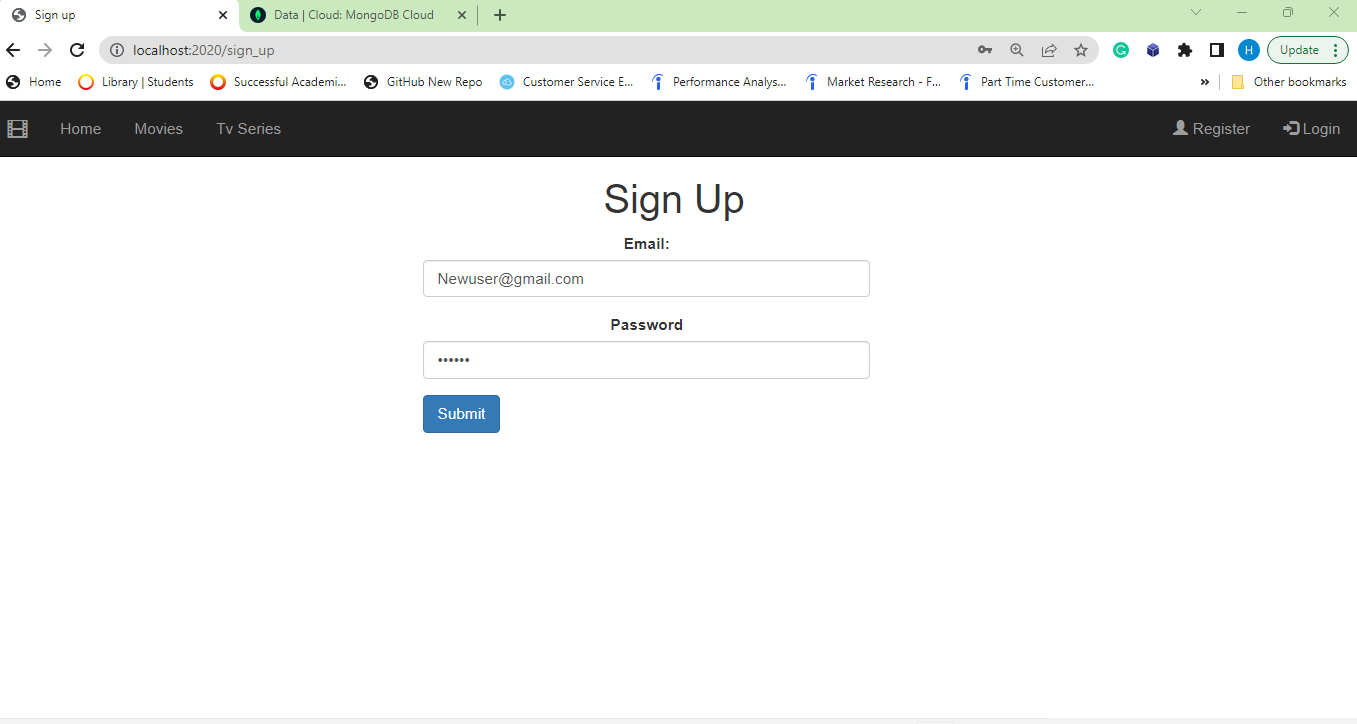 Sign up
Data | Cloud: MongoDB Cloud
localhost:2020/sign_up
H
Update
Home
Library | Students
Successful Academi...
GitHub New Repo
Customer Service E...
Performance Analys...
Market Research - F...
Part Time Customer...
»
Other bookmarks
Home Movies Tv Series Register Login
Sign Up
Email:
Newuser@gmail.com
Password
••••••
Submit